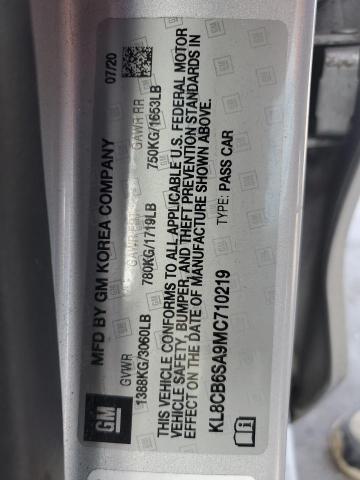 GM
MFD BY GM KOREA COMPANY 07/20
GVWR GAWR FRT GAWR RR
1388KG/3060LB 780KG/1719LB 750KG/1653LB
THIS VEHICLE CONFORMS TO ALL APPLICABLE U.S. FEDERAL MOTOR
VEHICLE SAFETY, BUMPER, AND THEFT PREVENTION STANDARDS IN
EFFECT ON THE DATE OF MANUFACTURE SHOWN ABOVE.
KL8CB6SA9MC710219 TYPE: PASS CAR